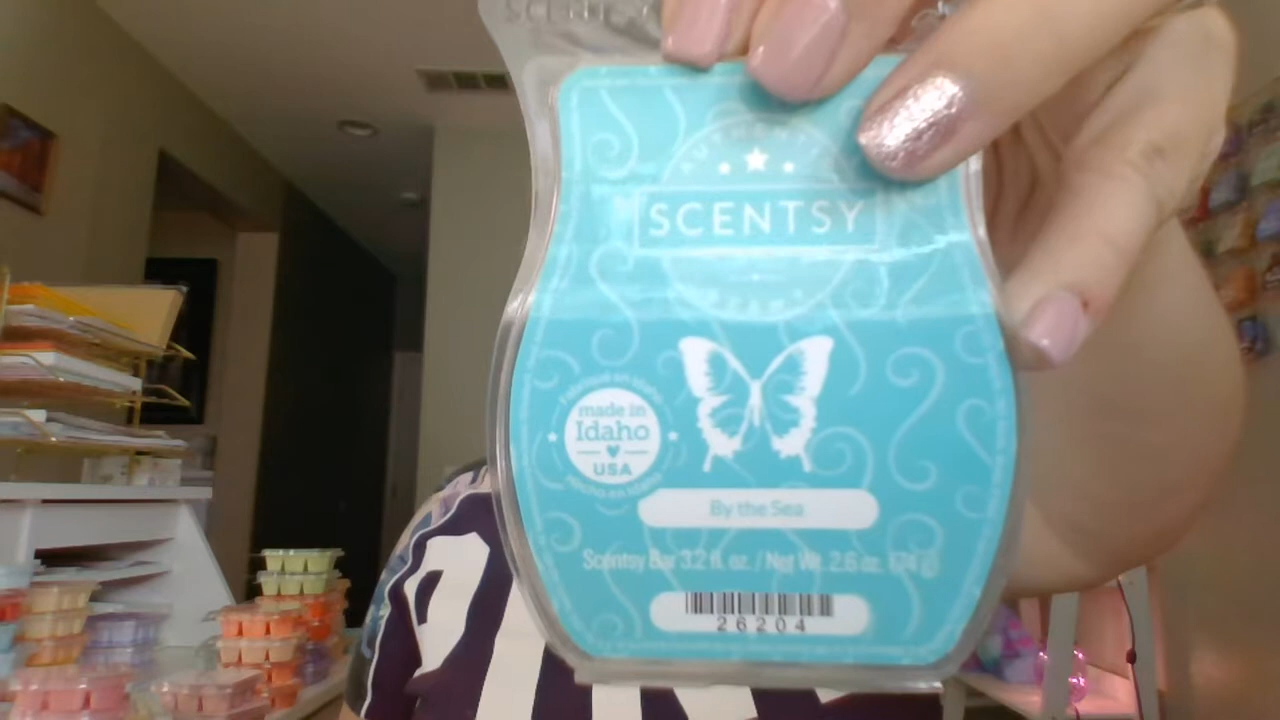 SCENTSY
made in
Idaho
USA
By the Sea
Scentsy Bar 3.2 fl. oz. / Net Wt. 2.6 oz.
26204